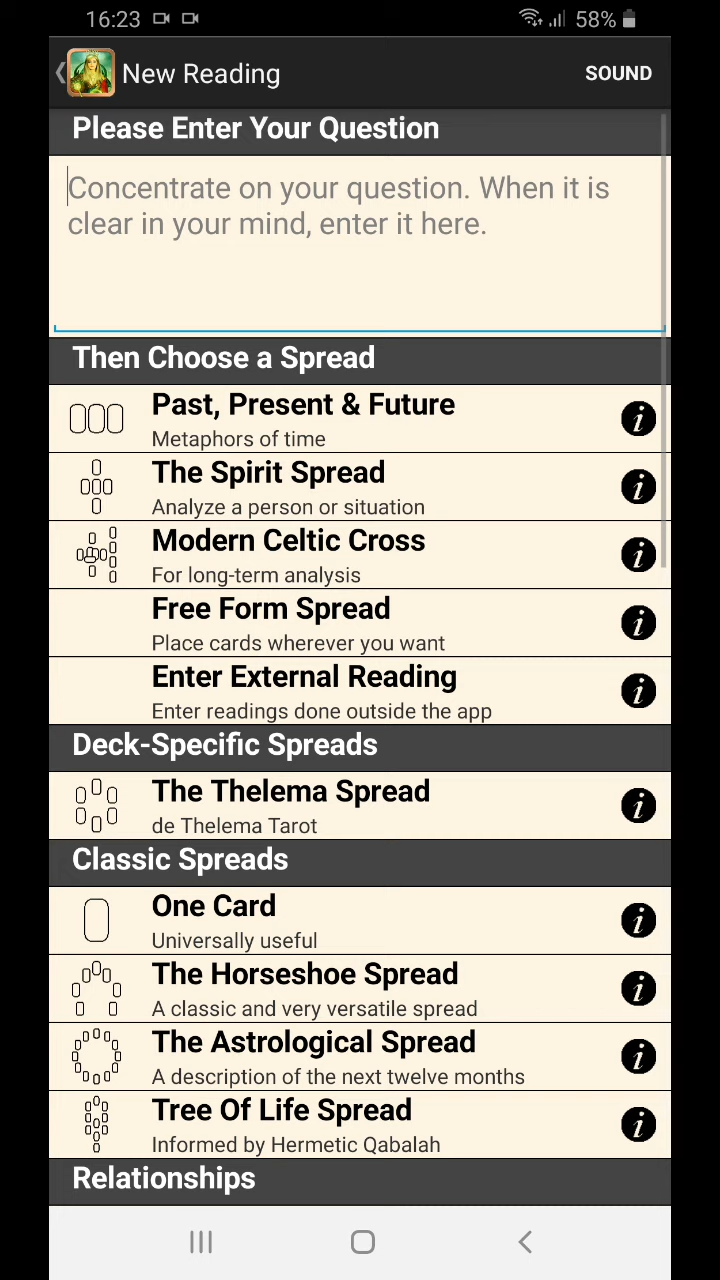 16:23
58%
New Reading
SOUND
Please Enter Your Question
Concentrate on your question. When it is
clear in your mind, enter it here.
Then Choose a Spread
Past, Present & Future
Metaphors of time
The Spirit Spread
Analyze a person or situation
Modern Celtic Cross
For long-term analysis
Free Form Spread
Place cards wherever you want
Enter External Reading
Enter readings done outside the app
Deck-Specific Spreads
The Thelema Spread
de Thelema Tarot
Classic Spreads
One Card
Universally useful
The Horseshoe Spread
A classic and very versatile spread
The Astrological Spread
A description of the next twelve months
Tree Of Life Spread
Informed by Hermetic Qabalah
Relationships